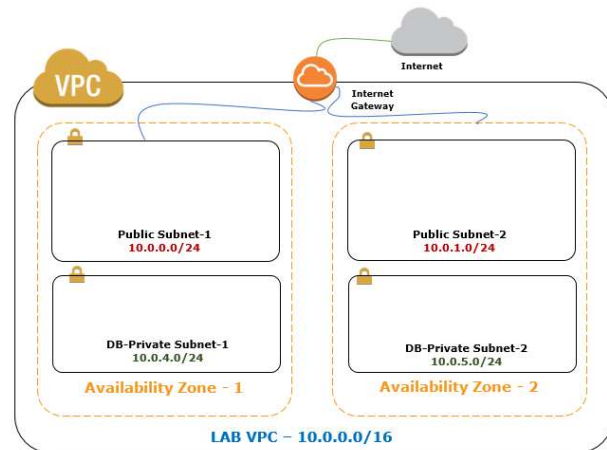 Internet
VPC
Internet
Gateway
Public Subnet-1
10.0.0.0/24
Public Subnet-2
10.0.1.0/24
DB-Private Subnet-1
10.0.4.0/24
DB-Private Subnet-2
10.0.5.0/24
Availability Zone - 1
Availability Zone - 2
LAB VPC – 10.0.0.0/16